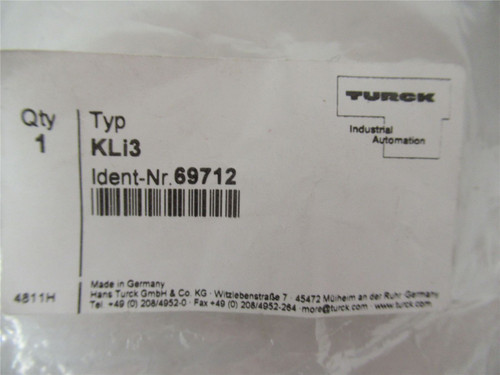 TURCK
Industrial
Automation
Qty
1
Typ
KLi3
Ident-Nr. 69712
4811H
Made in Germany
Hans Turck GmbH & Co. KG · Witzlebenstraße 7 · 45472 Mülheim an der Ruhr Germany
Tel. +49 (0) 208/4952-0 · Fax +49 (0) 208/4952-264 · more@turck.com · www.turck.com